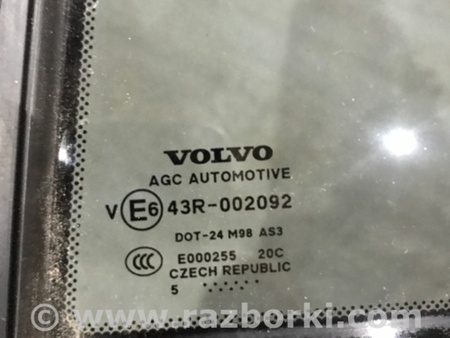 VOLVO
AGC AUTOMOTIVE
V E6 43R-002092
DOT-24 M98 AS3
CCC E000255 20C
CZECH REPUBLIC
5 .......
© www.razborki.com